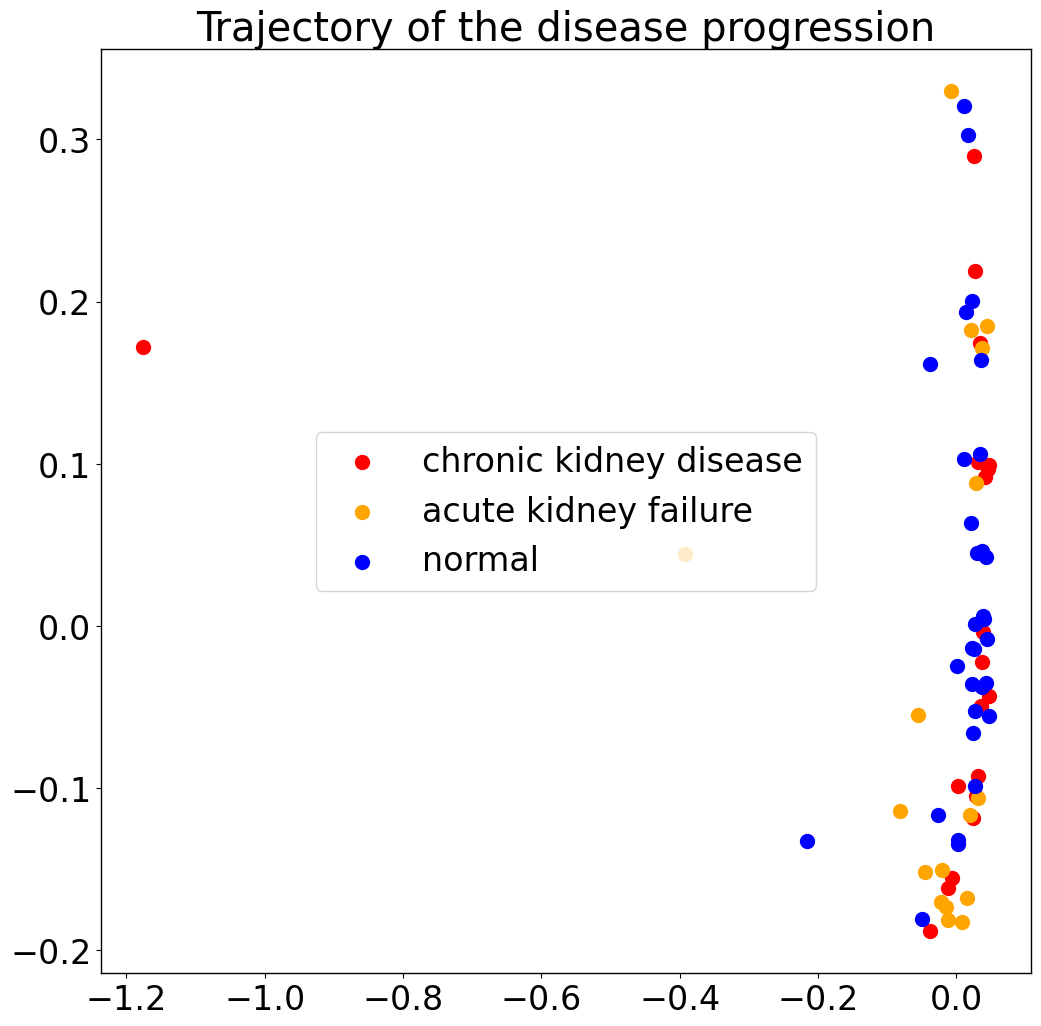 Trajectory of the disease progression
0.3
0.2
0.1
0.0
−0.1
−0.2
chronic kidney disease
acute kidney failure
normal
−1.2 −1.0 −0.8 −0.6 −0.4 −0.2 0.0